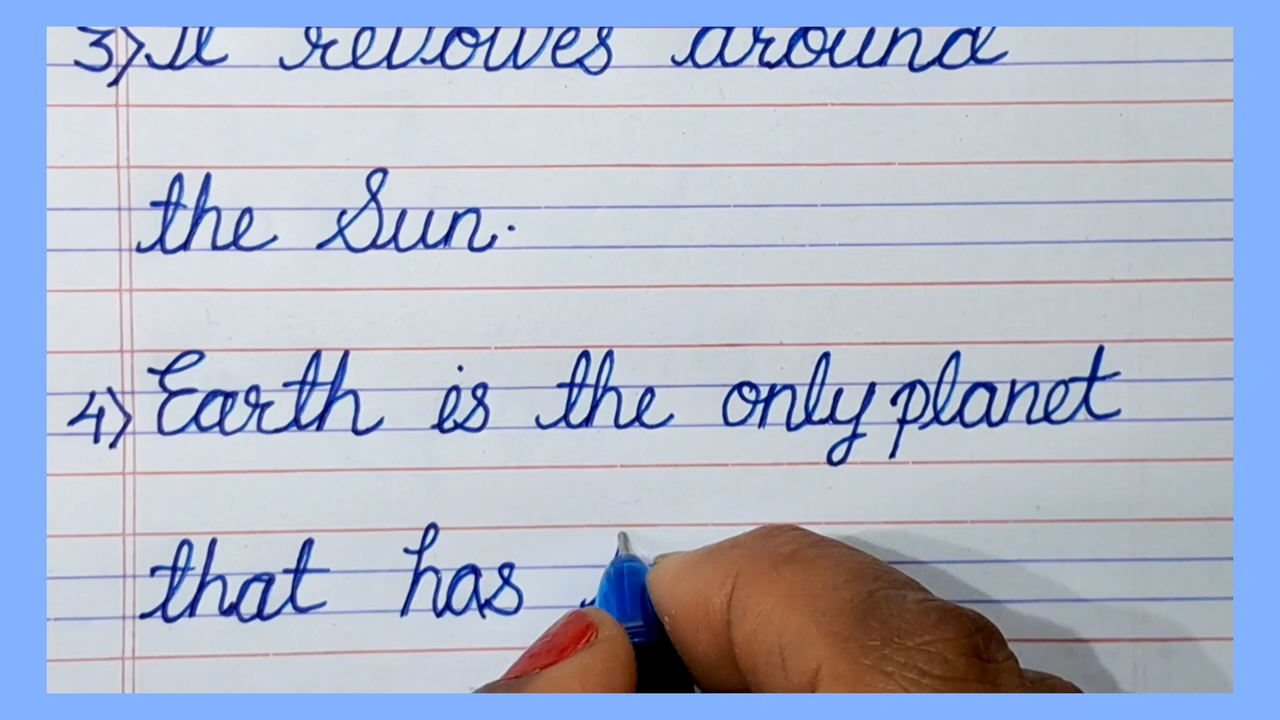 3) It revolves around
the Sun.
4) Earth is the only planet
that has